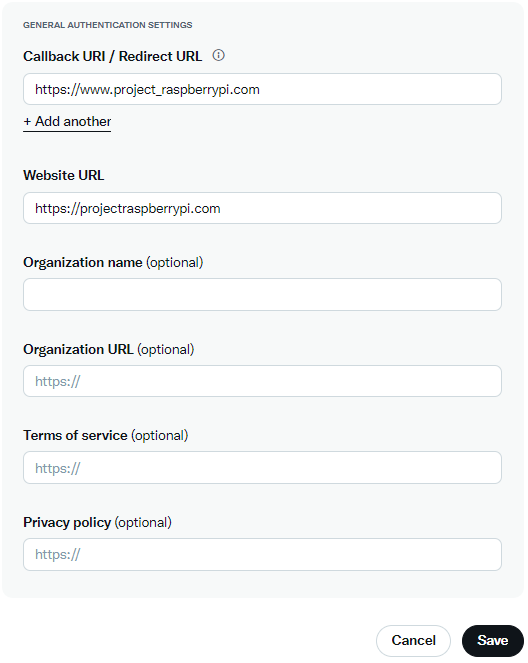 GENERAL AUTHENTICATION SETTINGS
Callback URI / Redirect URL
https://www.project_raspberrypi.com
+ Add another
Website URL
https://projectraspberrypi.com
Organization name (optional)
Organization URL (optional)
https://
Terms of service (optional)
https://
Privacy policy (optional)
https://
Cancel Save